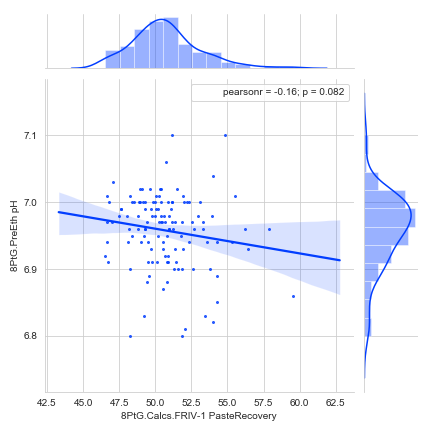 pearsonr = -0.16; p = 0.082
8PtG.PreEth pH
7.1
7.0
6.9
6.8
42.5 45.0 47.5 50.0 52.5 55.0 57.5 60.0 62.5
8PtG.Calcs.FRIV-1 PasteRecovery